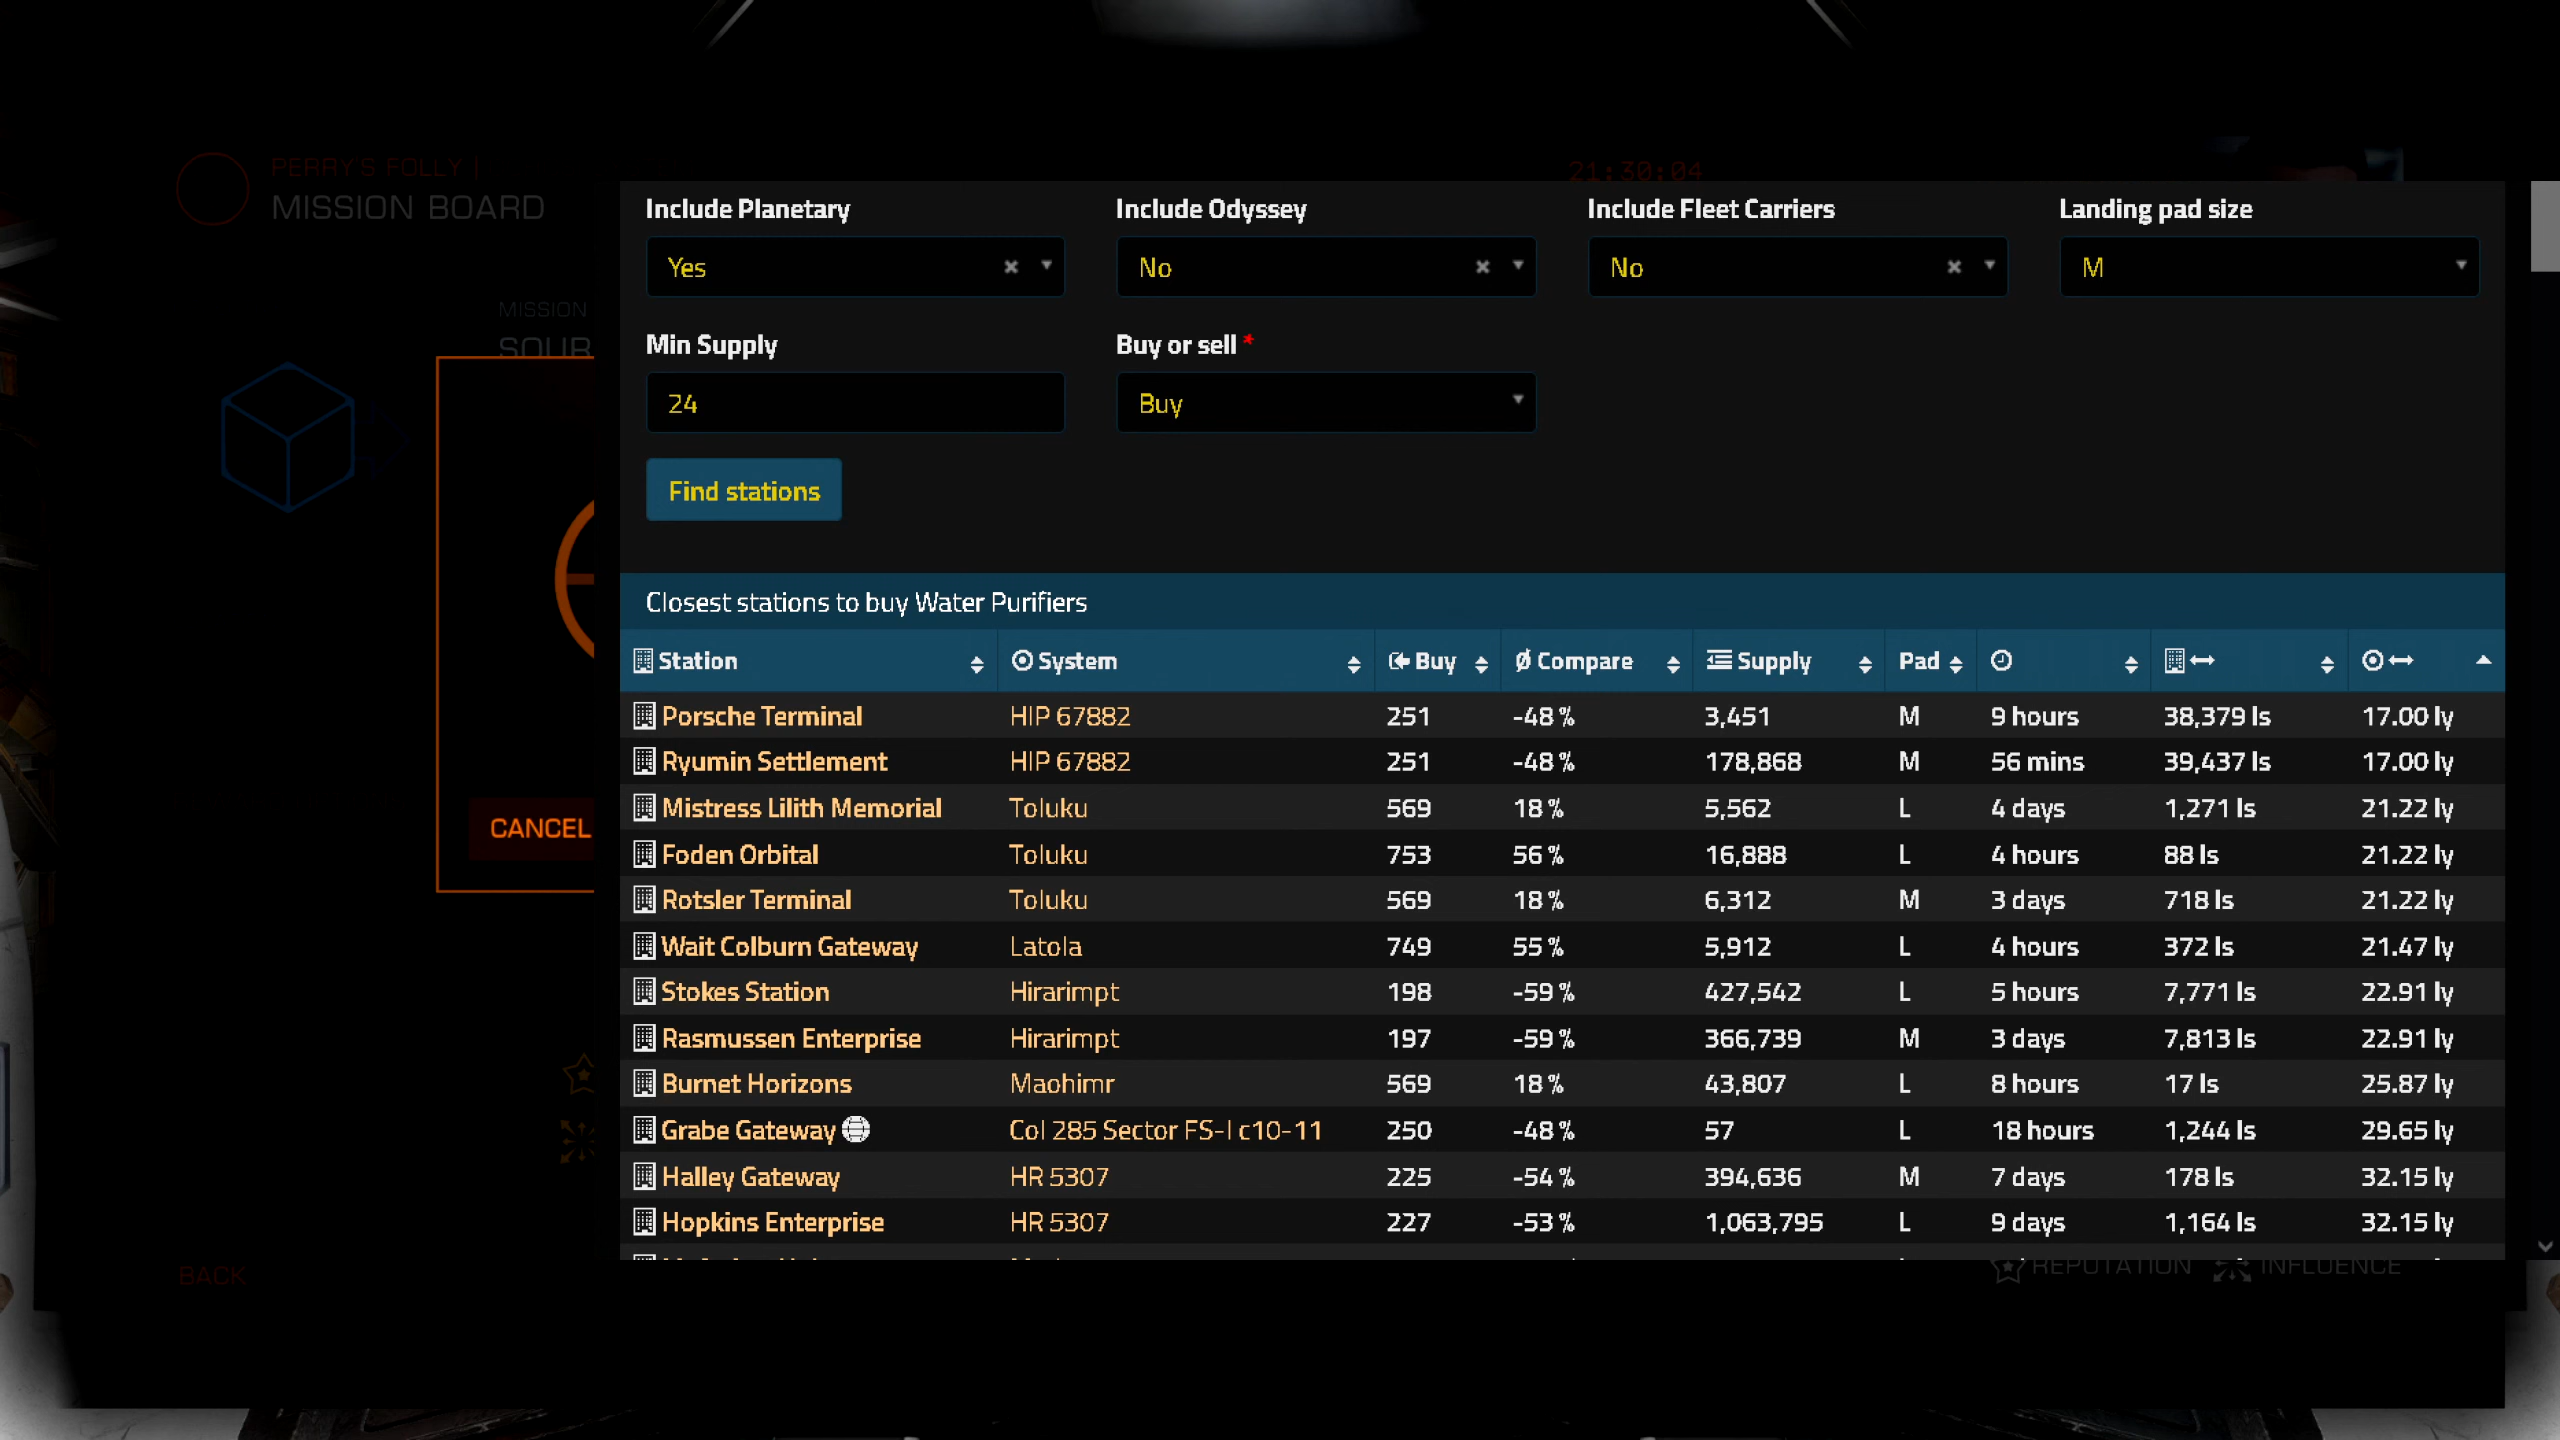 PERRY'S FOLLY |
MISSION BOARD
21:30:04
MISSION
SOUR
CANCEL
Include Planetary Include Odyssey Include Fleet Carriers Landing pad size
Yes × No × No × M
Min Supply Buy or sell *
24 Buy
Find stations
Closest stations to buy Water Purifiers
Station System Buy Compare Supply Pad
Porsche Terminal HIP 67882 251 -48 % 3,451 M 9 hours 38,379 ls 17.00 ly
Ryumin Settlement HIP 67882 251 -48 % 178,868 M 56 mins 39,437 ls 17.00 ly
Mistress Lilith Memorial Toluku 569 18 % 5,562 L 4 days 1,271 ls 21.22 ly
Foden Orbital Toluku 753 56 % 16,888 L 4 hours 88 ls 21.22 ly
Rotsler Terminal Toluku 569 18 % 6,312 M 3 days 718 ls 21.22 ly
Wait Colburn Gateway Latola 749 55 % 5,912 L 4 hours 372 ls 21.47 ly
Stokes Station Hirarimpt 198 -59 % 427,542 L 5 hours 7,771 ls 22.91 ly
Rasmussen Enterprise Hirarimpt 197 -59 % 366,739 M 3 days 7,813 ls 22.91 ly
Burnet Horizons Maohimr 569 18 % 43,807 L 8 hours 17 ls 25.87 ly
Grabe Gateway Col 285 Sector FS-I c10-11 250 -48 % 57 L 18 hours 1,244 ls 29.65 ly
Halley Gateway HR 5307 225 -54 % 394,636 M 7 days 178 ls 32.15 ly
Hopkins Enterprise HR 5307 227 -53 % 1,063,795 L 9 days 1,164 ls 32.15 ly
BACK
REPUTATION INFLUENCE